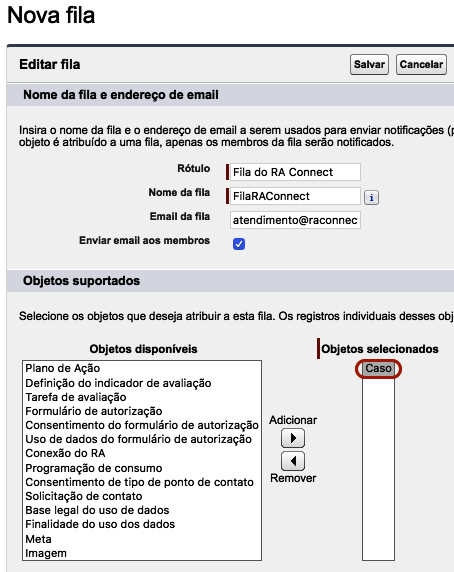 Nova fila
Editar fila
Salvar
Cancelar
Nome da fila e endereço de email
Insira o nome da fila e o endereço de email a serem usados para enviar notificações (p
objeto é atribuído a uma fila, apenas os membros da fila serão notificados.
Rótulo
Fila do RA Connect
Nome da fila
FilaRAConnect
i
Email da fila
atendimento@raconnec
Enviar email aos membros
Objetos suportados
Selecione os objetos que deseja atribuir a esta fila. Os registros individuais desses obj
Objetos disponíveis
Plano de Ação
Definição do indicador de avaliação
Tarefa de avaliação
Formulário de autorização
Consentimento do formulário de autorização
Uso de dados do formulário de autorização
Conexão do RA
Programação de consumo
Consentimento de tipo de ponto de contato
Solicitação de contato
Base legal do uso de dados
Finalidade do uso dos dados
Meta
Imagem
Adicionar
Remover
Objetos selecionados
Caso